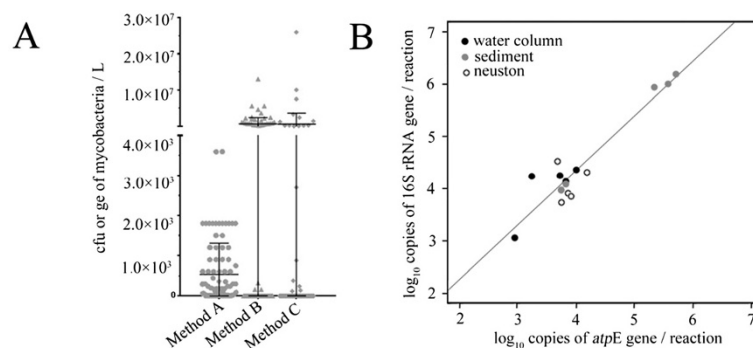 A
cfu or ge of mycobacteria / L
3.0×10⁷
2.0×10⁷
1.0×10⁷
4.0×10³
3.0×10³
2.0×10³
1.0×10³
0
Method A
Method B
Method C
B
log₁₀ copies of 16S rRNA gene / reaction
7
6
5
4
3
2
water column
sediment
neuston
2 3 4 5 6 7
log₁₀ copies of atpE gene / reaction